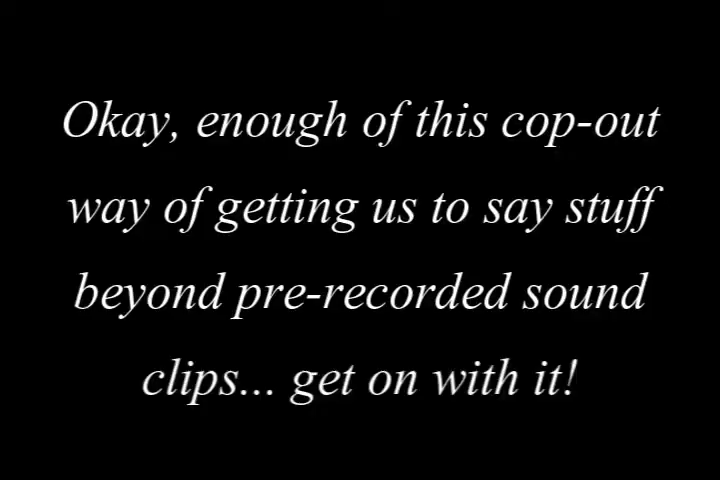 Okay, enough of this cop-out
way of getting us to say stuff
beyond pre-recorded sound
clips... get on with it!